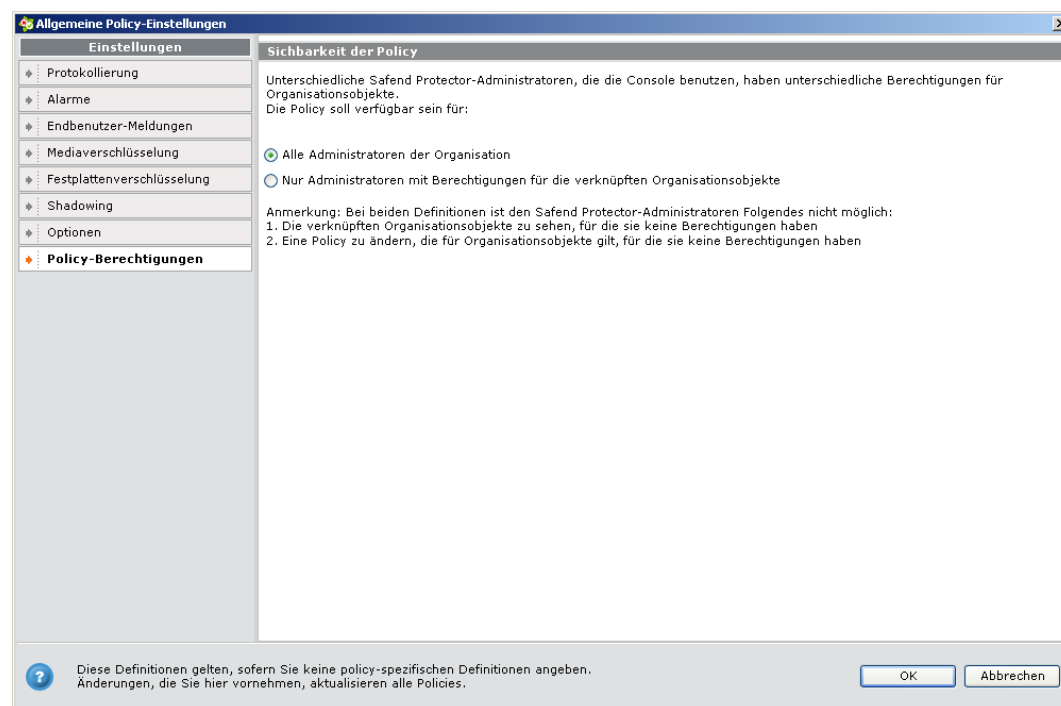 Allgemeine Policy-Einstellungen
Einstellungen
Protokollierung
Alarme
Endbenutzer-Meldungen
Mediaverschlüsselung
Festplattenverschlüsselung
Shadowing
Optionen
Policy-Berechtigungen
Sichbarkeit der Policy
Unterschiedliche Safend Protector-Administratoren, die die Console benutzen, haben unterschiedliche Berechtigungen für
Organisationsobjekte.
Die Policy soll verfügbar sein für:
Alle Administratoren der Organisation
Nur Administratoren mit Berechtigungen für die verknüpften Organisationsobjekte
Anmerkung: Bei beiden Definitionen ist den Safend Protector-Administratoren Folgendes nicht möglich:
1. Die verknüpften Organisationsobjekte zu sehen, für die sie keine Berechtigungen haben
2. Eine Policy zu ändern, die für Organisationsobjekte gilt, für die sie keine Berechtigungen haben
Diese Definitionen gelten, sofern Sie keine policy-spezifischen Definitionen angeben.
Änderungen, die Sie hier vornehmen, aktualisieren alle Policies.
OK
Abbrechen